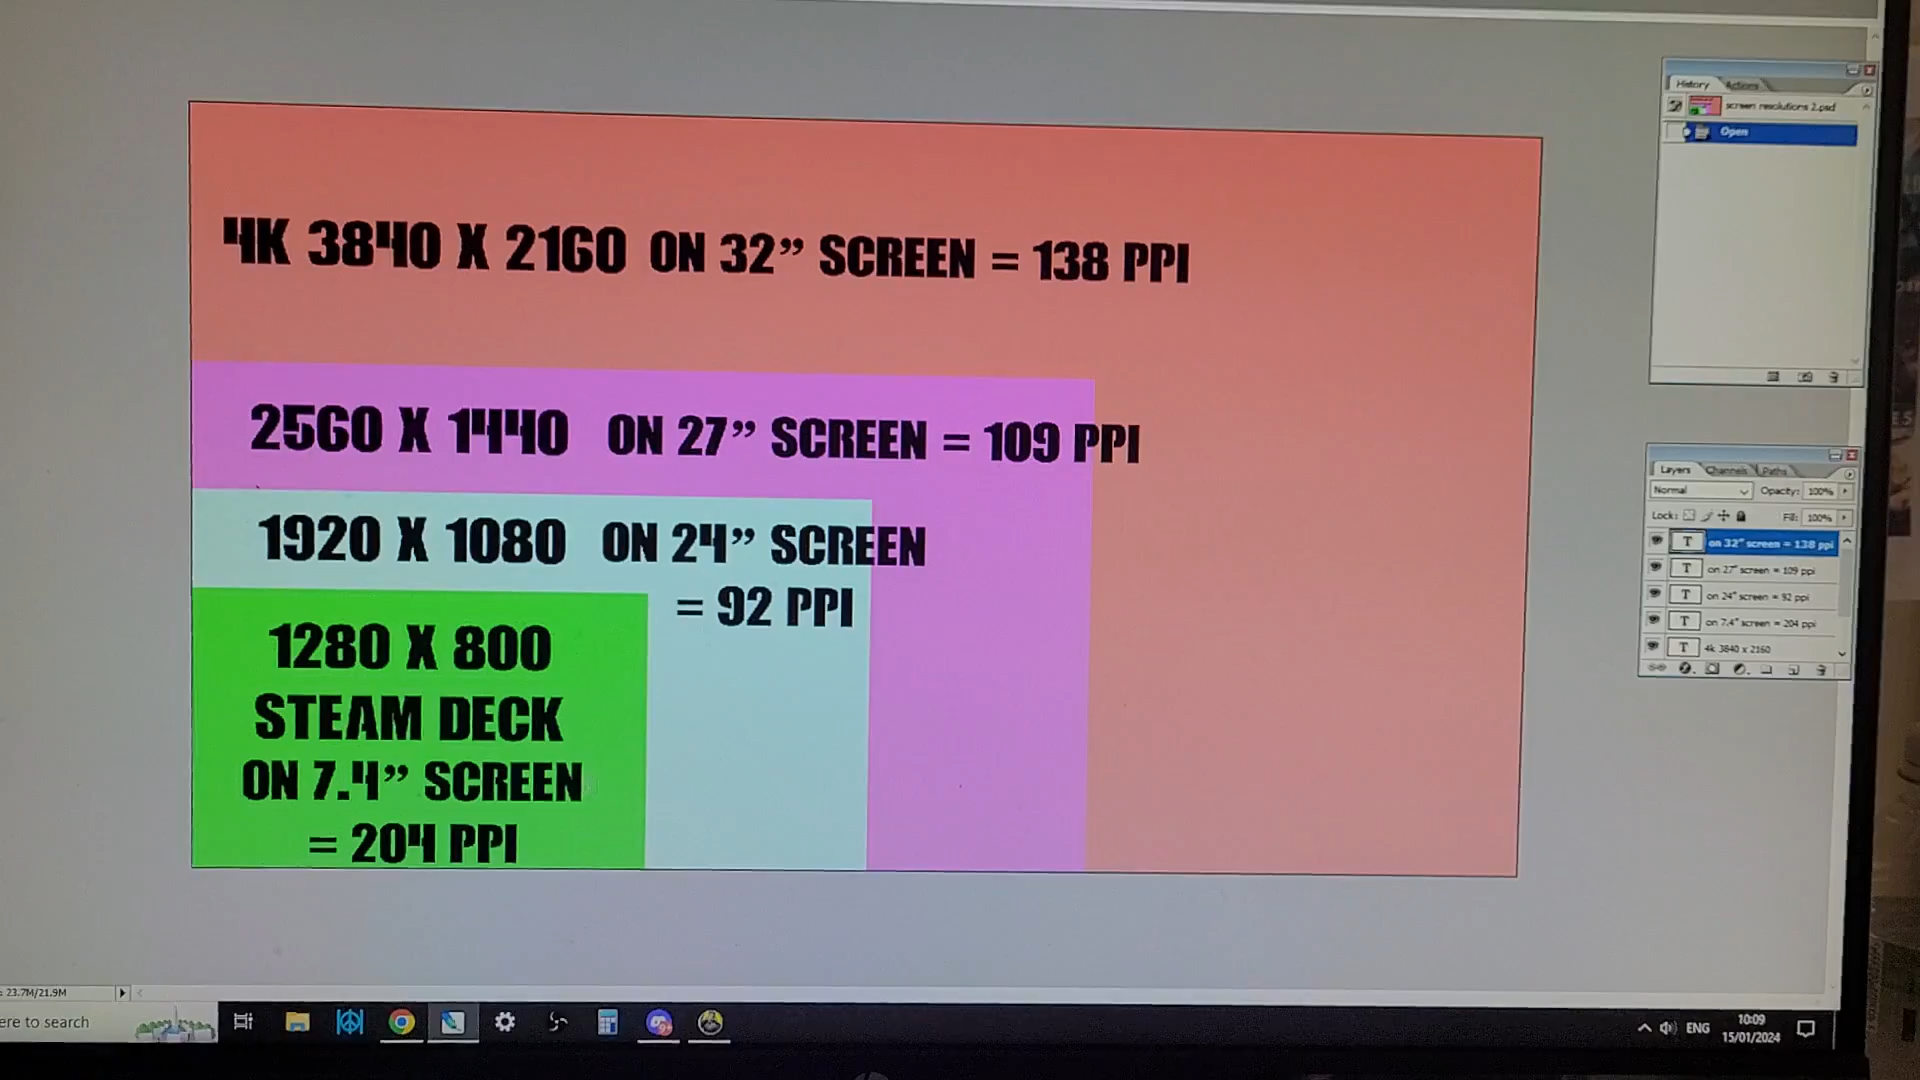 History Actions
screen resolutions 2.psd
Open
4K 3840 X 2160 ON 32” SCREEN = 138 PPI
2560 X 1440 ON 27” SCREEN = 109 PPI
1920 X 1080 ON 24” SCREEN
= 92 PPI
1280 X 800
STEAM DECK
ON 7.4” SCREEN
= 204 PPI
Layers Channels Paths
Normal Opacity: 100%
Lock: Fill: 100%
on 32" screen = 138 ppi
on 27" screen = 109 ppi
on 24" screen = 92 ppi
on 7.4" screen = 204 ppi
4k 3840 x 2160
23.7M/21.9M
ere to search
9+
ENG
10:09
15/01/2024